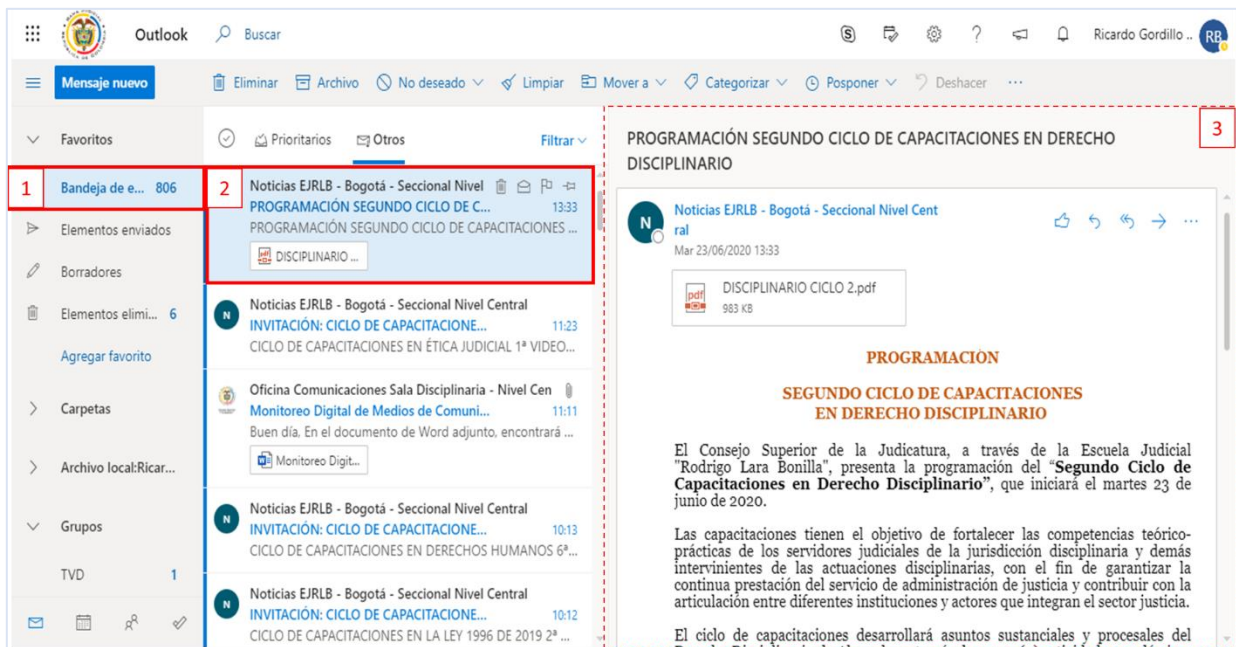 Outlook
Buscar
Ricardo Gordillo ..
RB
Mensaje nuevo
Eliminar
Archivo
No deseado
Limpiar
Mover a
Categorizar
Posponer
Deshacer
Favoritos
1
Bandeja de e... 806
Elementos enviados
Borradores
Elementos elimi... 6
Agregar favorito
Carpetas
Archivo local:Ricar...
Grupos
TVD 1
Prioritarios
Otros
Filtrar
2
Noticias EJRLB - Bogotá - Seccional Nivel
PROGRAMACIÓN SEGUNDO CICLO DE C... 13:33
PROGRAMACIÓN SEGUNDO CICLO DE CAPACITACIONES ...
DISCIPLINARIO ...
N
Noticias EJRLB - Bogotá - Seccional Nivel Central
INVITACIÓN: CICLO DE CAPACITACIONE... 11:23
CICLO DE CAPACITACIONES EN ÉTICA JUDICIAL 1ª VIDEO...
Oficina Comunicaciones Sala Disciplinaria - Nivel Cen
Monitoreo Digital de Medios de Comuni... 11:11
Buen día, En el documento de Word adjunto, encontrará ...
Monitoreo Digit...
N
Noticias EJRLB - Bogotá - Seccional Nivel Central
INVITACIÓN: CICLO DE CAPACITACIONE... 10:13
CICLO DE CAPACITACIONES EN DERECHOS HUMANOS 6ª...
N
Noticias EJRLB - Bogotá - Seccional Nivel Central
INVITACIÓN: CICLO DE CAPACITACIONE... 10:12
CICLO DE CAPACITACIONES EN LA LEY 1996 DE 2019 2ª ...
PROGRAMACIÓN SEGUNDO CICLO DE CAPACITACIONES EN DERECHO
DISCIPLINARIO
3
N
Noticias EJRLB - Bogotá - Seccional Nivel Cent
ral
Mar 23/06/2020 13:33
pdf
DISCIPLINARIO CICLO 2.pdf
983 KB
PROGRAMACIÓN
SEGUNDO CICLO DE CAPACITACIONES
EN DERECHO DISCIPLINARIO
El Consejo Superior de la Judicatura, a través de la Escuela Judicial
"Rodrigo Lara Bonilla", presenta la programación del “Segundo Ciclo de
Capacitaciones en Derecho Disciplinario”, que iniciará el martes 23 de
junio de 2020.
Las capacitaciones tienen el objetivo de fortalecer las competencias teórico-
prácticas de los servidores judiciales de la jurisdicción disciplinaria y demás
intervinientes de las actuaciones disciplinarias, con el fin de garantizar la
continua prestación del servicio de administración de justicia y contribuir con la
articulación entre diferentes instituciones y actores que integran el sector justicia.
El ciclo de capacitaciones desarrollará asuntos sustanciales y procesales del